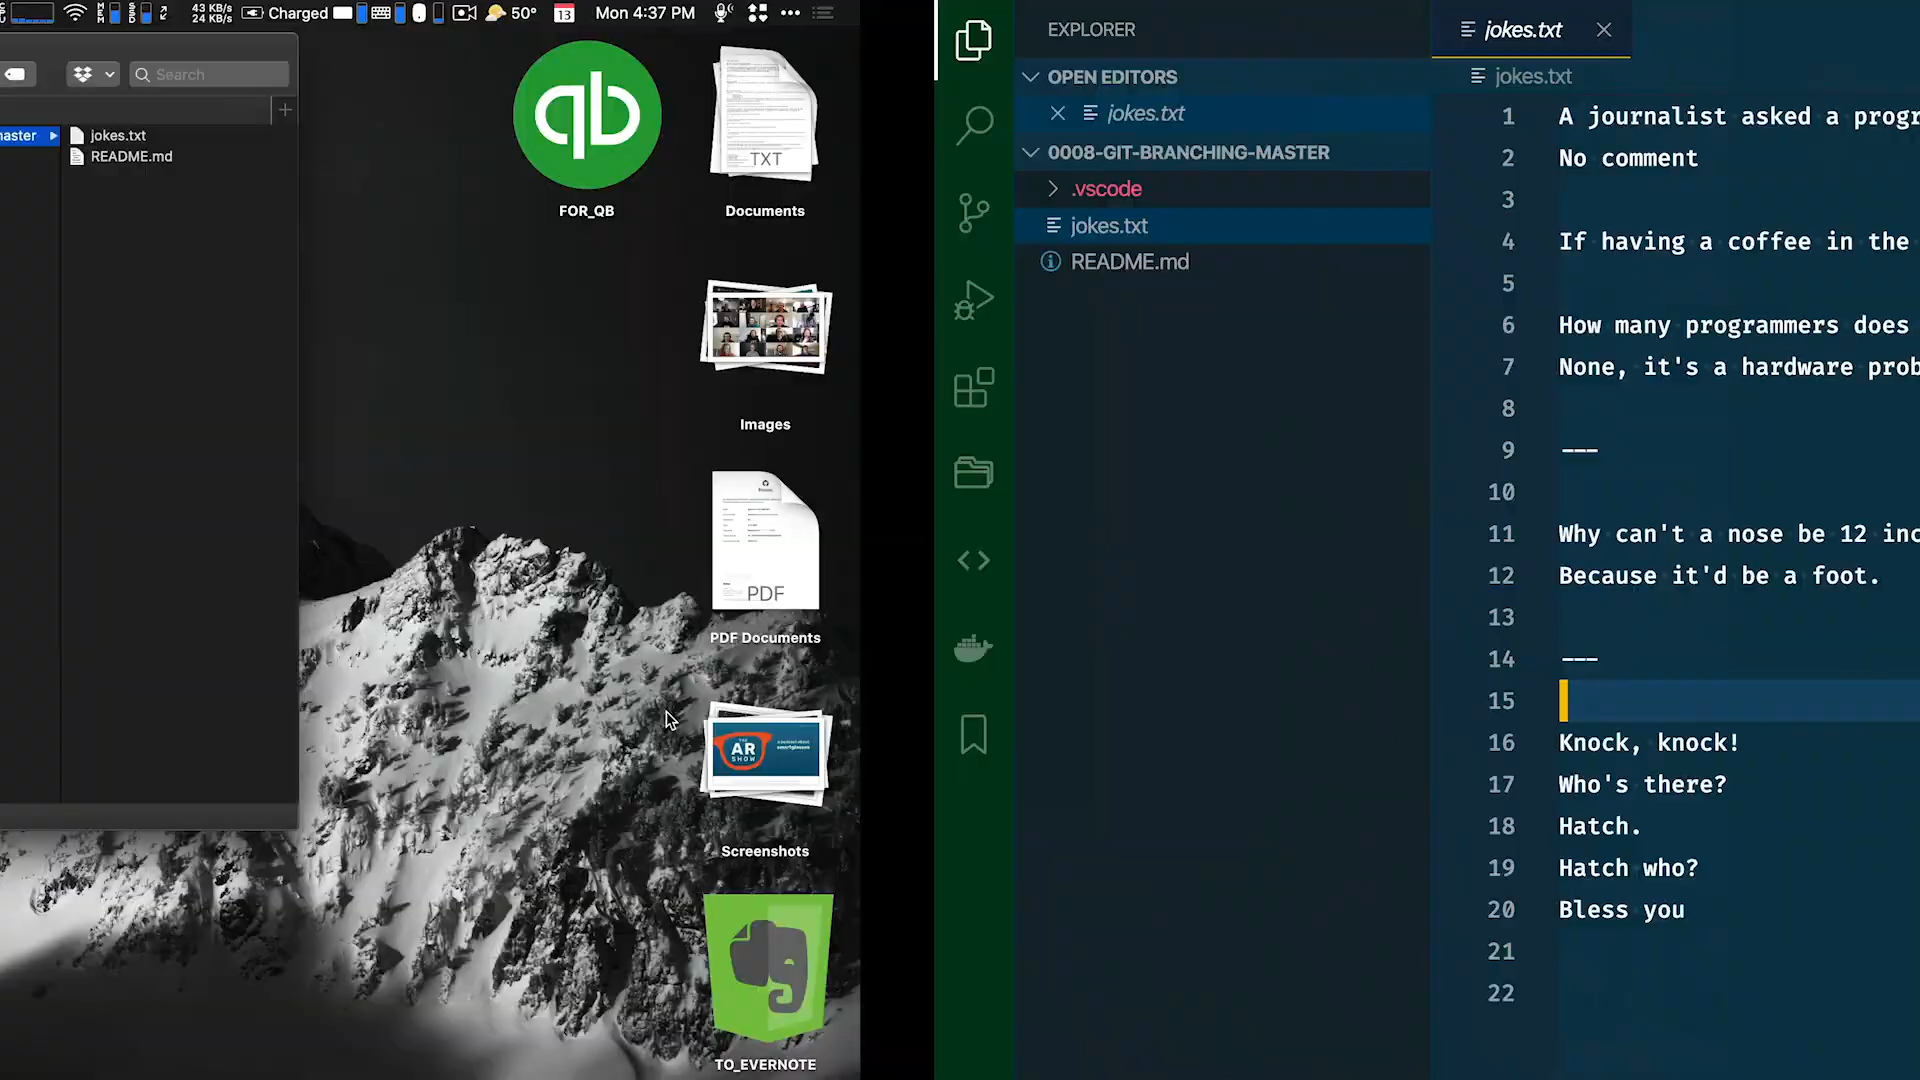 43 KB/s
24 KB/s
Charged
50°
13
Mon 4:37 PM
Search
naster
jokes.txt
README.md
qb
FOR_QB
TXT
Documents
Images
PDF
PDF Documents
THE
AR
SHOW
Screenshots
TO_EVERNOTE
EXPLORER
OPEN EDITORS
jokes.txt
0008-GIT-BRANCHING-MASTER
.vscode
jokes.txt
README.md
jokes.txt
jokes.txt
1 A journalist asked a progr
2 No comment
3
4 If having a coffee in the
5
6 How many programmers does
7 None, it's a hardware prob
8
9 ---
10
11 Why can't a nose be 12 inc
12 Because it'd be a foot.
13
14 ---
15
16 Knock, knock!
17 Who's there?
18 Hatch.
19 Hatch who?
20 Bless you
21
22